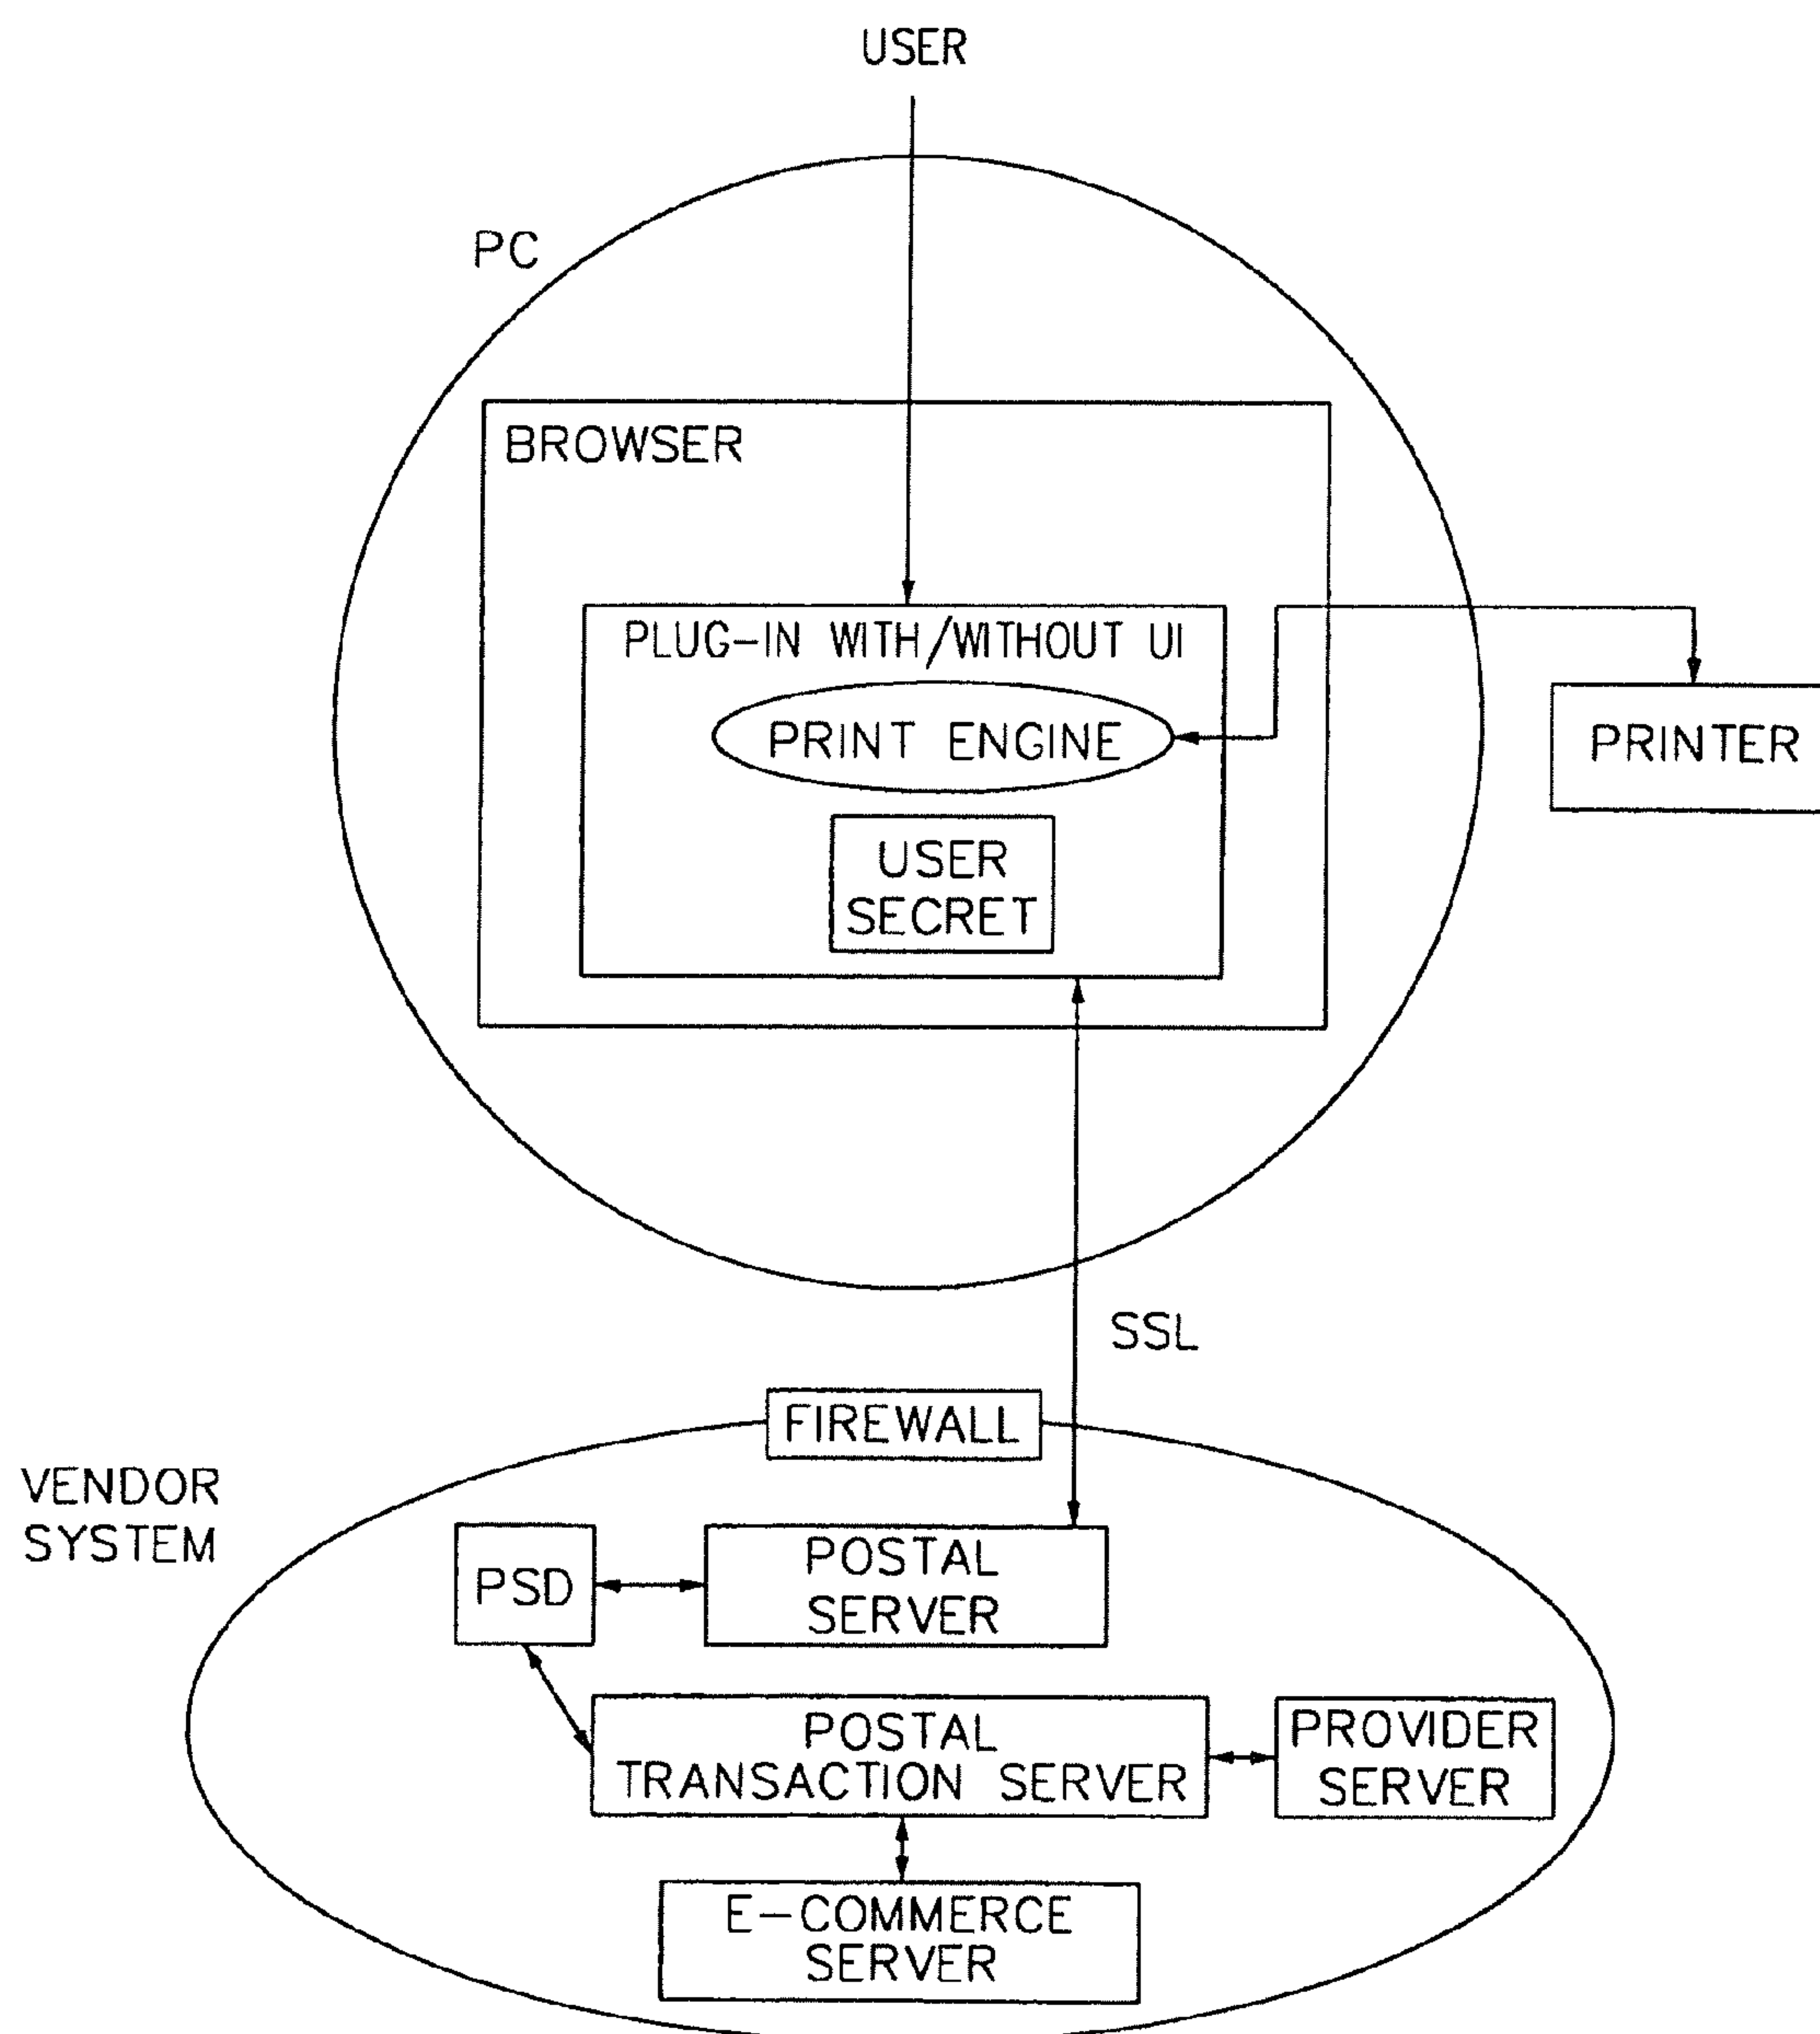 USER
PC
BROWSER
PLUG-IN WITH/WITHOUT UI
PRINT ENGINE
PRINTER
USER
SECRET
SSL
FIREWALL
VENDOR
SYSTEM
PSD
POSTAL
SERVER
POSTAL
TRANSACTION SERVER
PROVIDER
SERVER
E-COMMERCE
SERVER